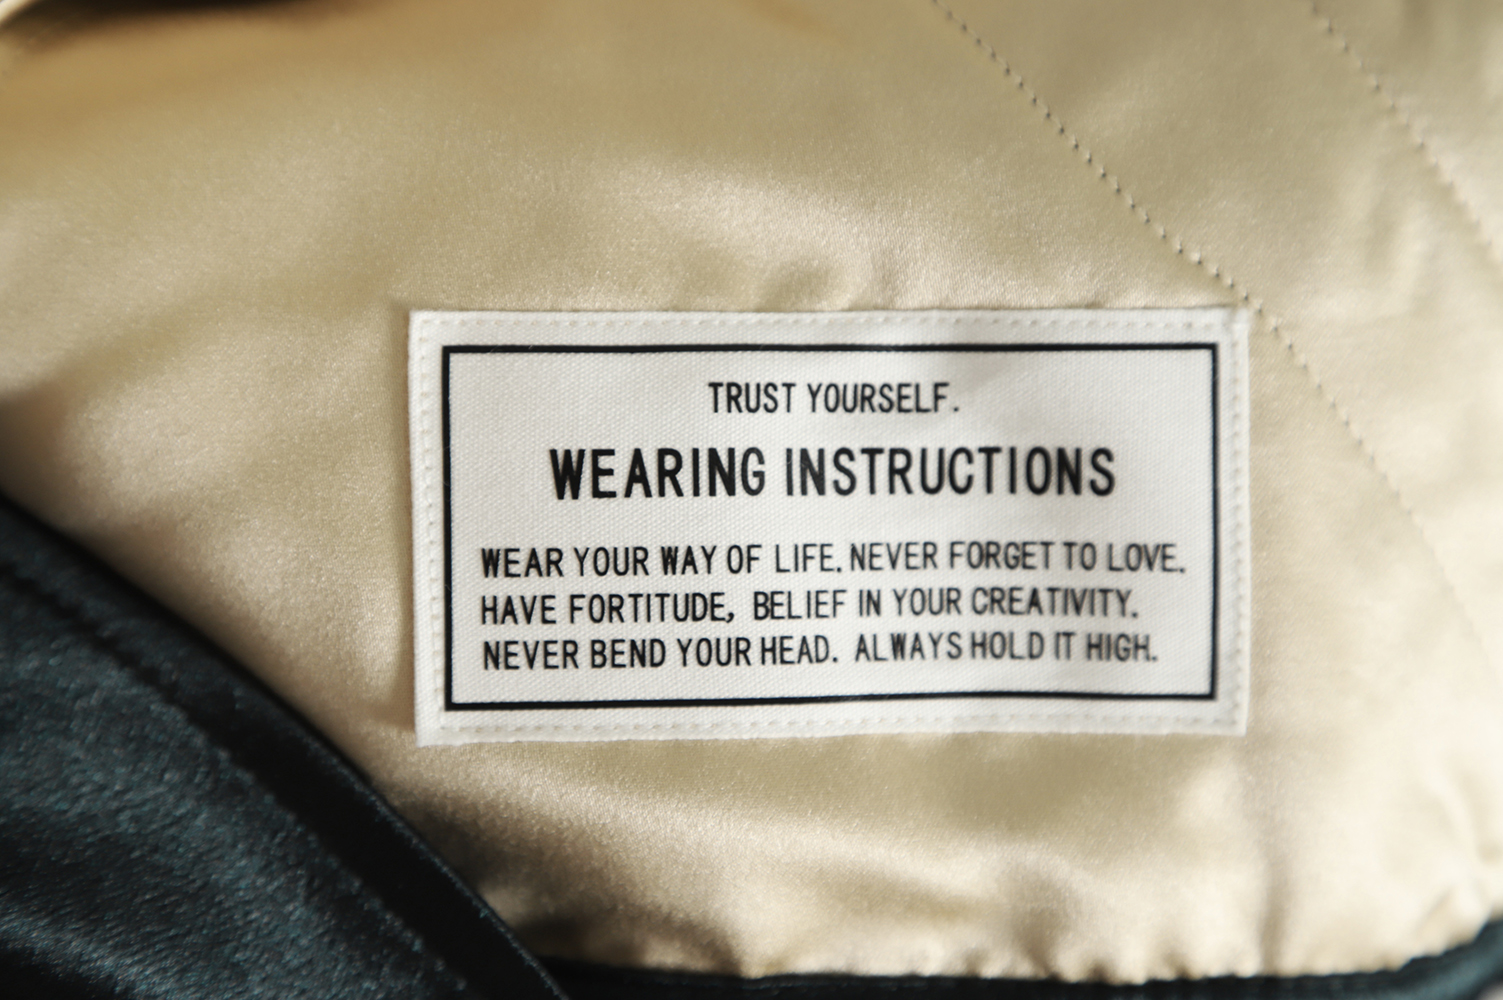 TRUST YOURSELF.
WEARING INSTRUCTIONS
WEAR YOUR WAY OF LIFE. NEVER FORGET TO LOVE.
HAVE FORTITUDE, BELIEF IN YOUR CREATIVITY.
NEVER BEND YOUR HEAD. ALWAYS HOLD IT HIGH.